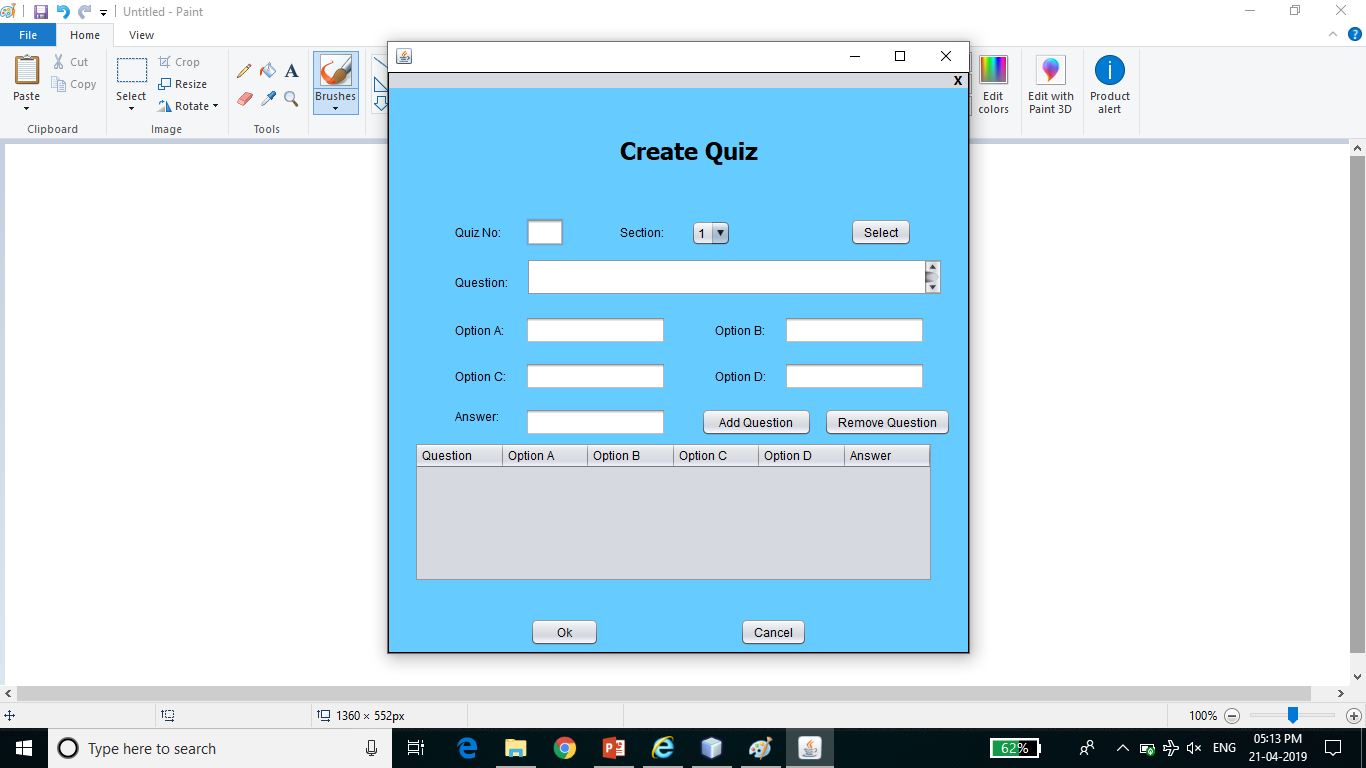 Untitled - Paint
File Home View
Paste
Cut
Copy
Clipboard
Select
Crop
Resize
Rotate
Image
A
Tools
Brushes
Edit colors
Edit with Paint 3D
Product alert
X
Create Quiz
Quiz No: Section: 1 Select
Question:
Option A: Option B:
Option C: Option D:
Answer: Add Question Remove Question
Question Option A Option B Option C Option D Answer
Ok Cancel
1360 × 552px 100%
Type here to search 62% ENG 05:13 PM
21-04-2019